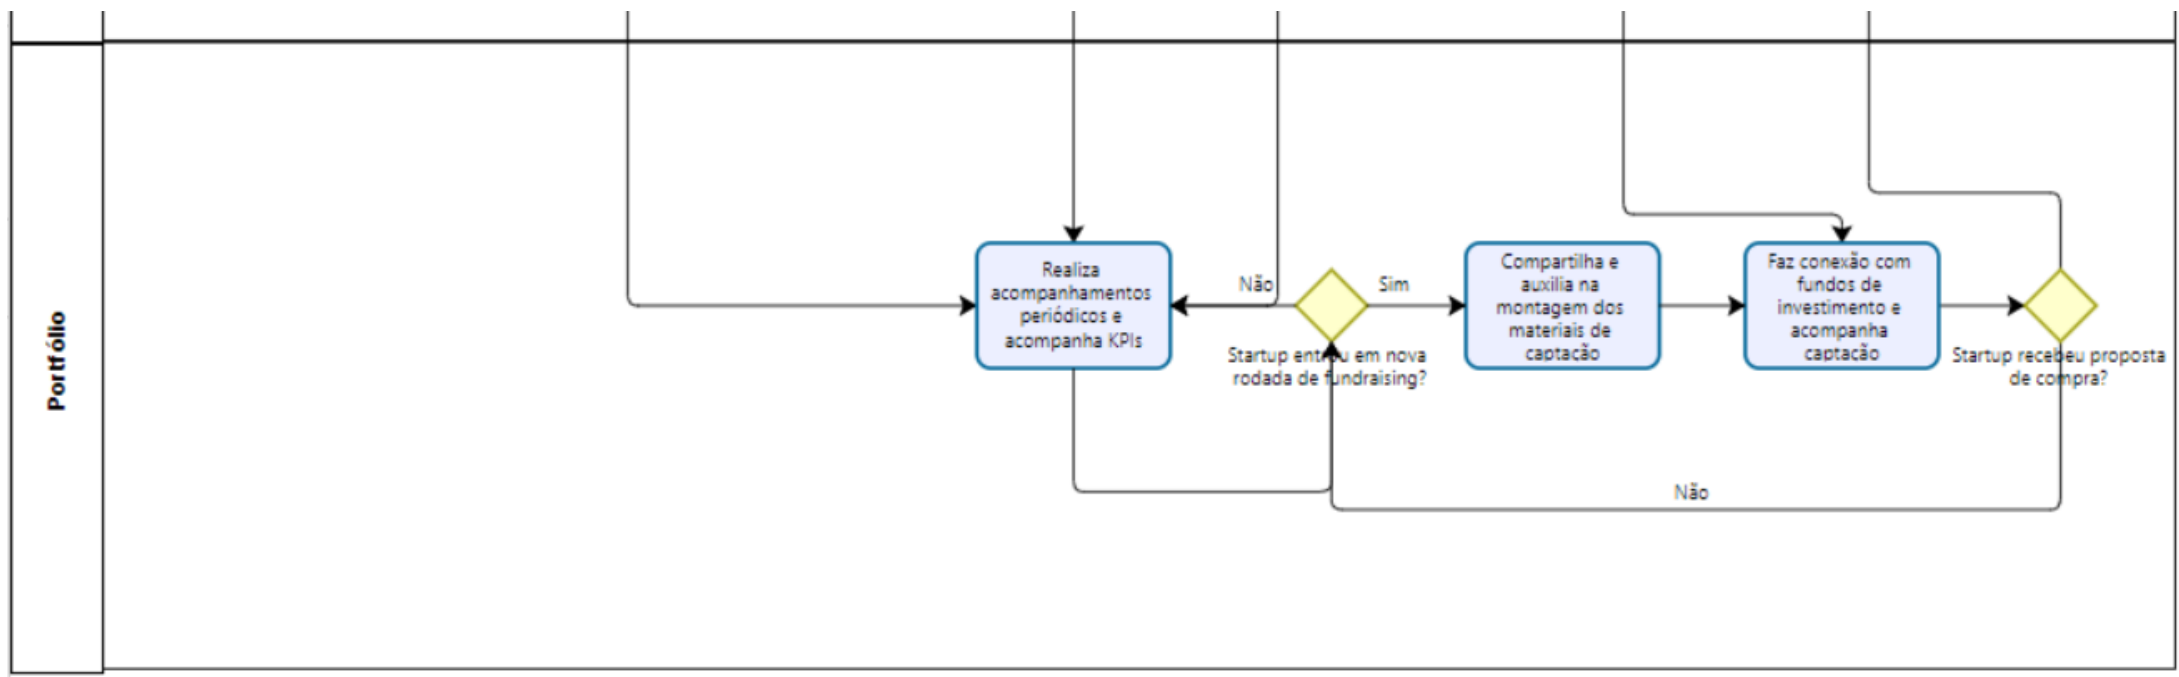 Portfólio
Realiza
acompanhamentos
periódicos e
acompanha KPIs
Não
Sim
Startup entrou em nova
rodada de fundraising?
Compartilha e
auxilia na
montagem dos
materiais de
captação
Faz conexão com
fundos de
investimento e
acompanha
captação
Startup recebeu proposta
de compra?
Não